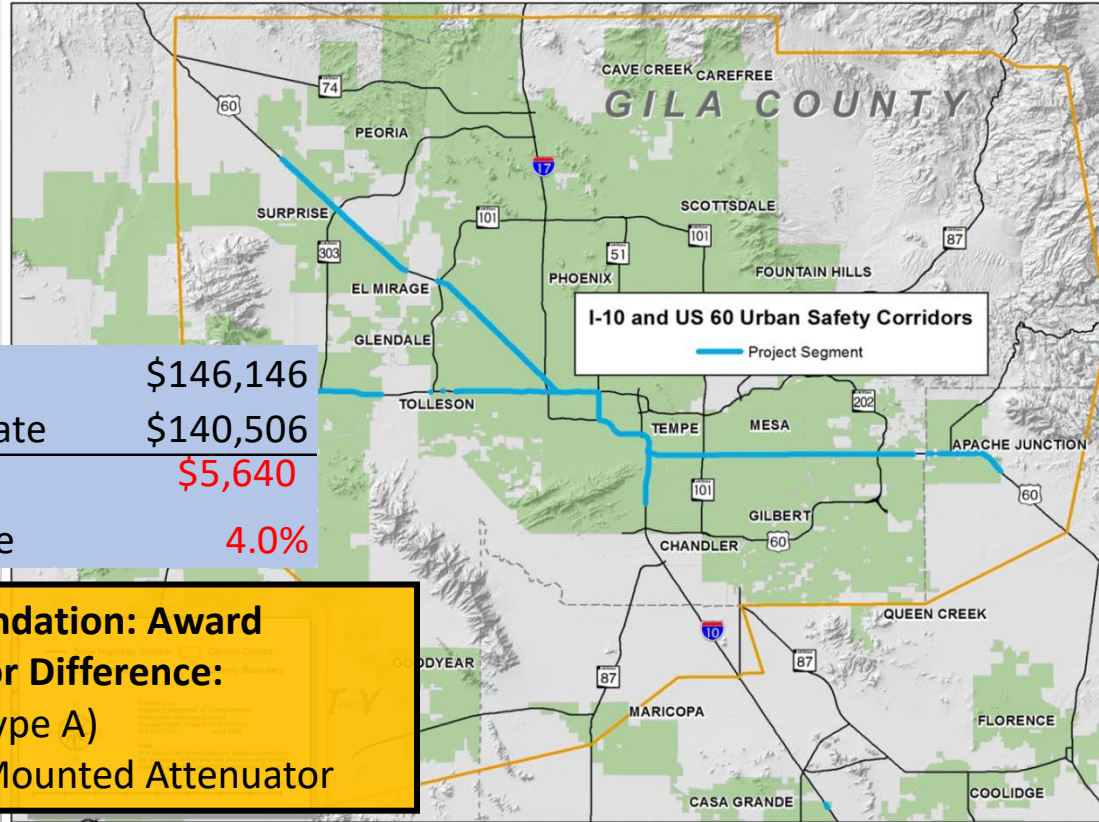 CAVE CREEK CAREFREE
GILA COUNTY
74
60
PEORIA
17
SURPRISE
SCOTTSDALE
101
101
87
303
51
PHOENIX
FOUNTAIN HILLS
EL MIRAGE
I-10 and US 60 Urban Safety Corridors
Project Segment
GLENDALE
$146,146
ate $140,506
$5,640
e 4.0%
TOLLESON
202
TEMPE
MESA
APACHE JUNCTION
101
60
GILBERT
CHANDLER
60
QUEEN CREEK
10
ndation: Award
or Difference:
ype A)
Mounted Attenuator
GOODYEAR
87
87
MARICOPA
FLORENCE
COOLIDGE
CASA GRANDE